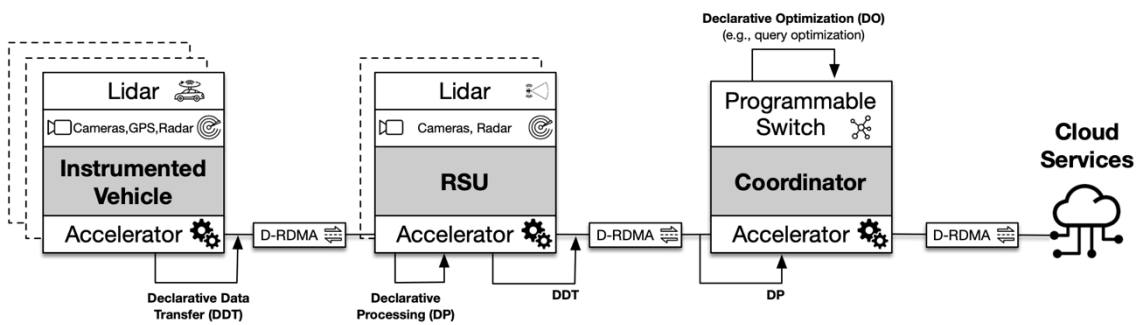 Lidar
Cameras,GPS,Radar
Instrumented
Vehicle
Accelerator
Declarative Data
Transfer (DDT)
D-RDMA
Lidar
Cameras, Radar
RSU
Accelerator
Declarative
Processing (DP)
DDT
D-RDMA
Declarative Optimization (DO)
(e.g., query optimization)
Programmable
Switch
Coordinator
Accelerator
DP
D-RDMA
Cloud
Services